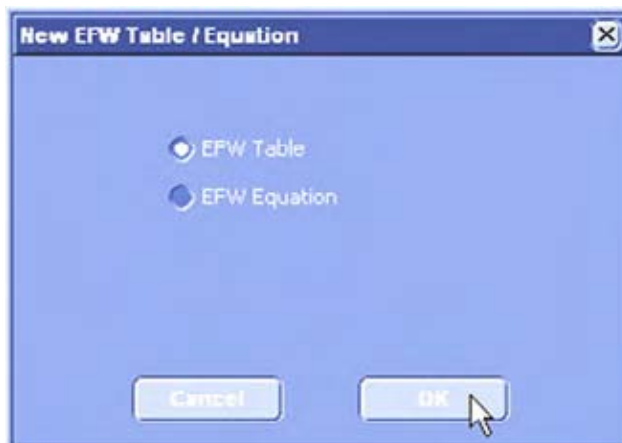 New EFW Table / Equation
EFW Table
EFW Equation
Cancel
OK